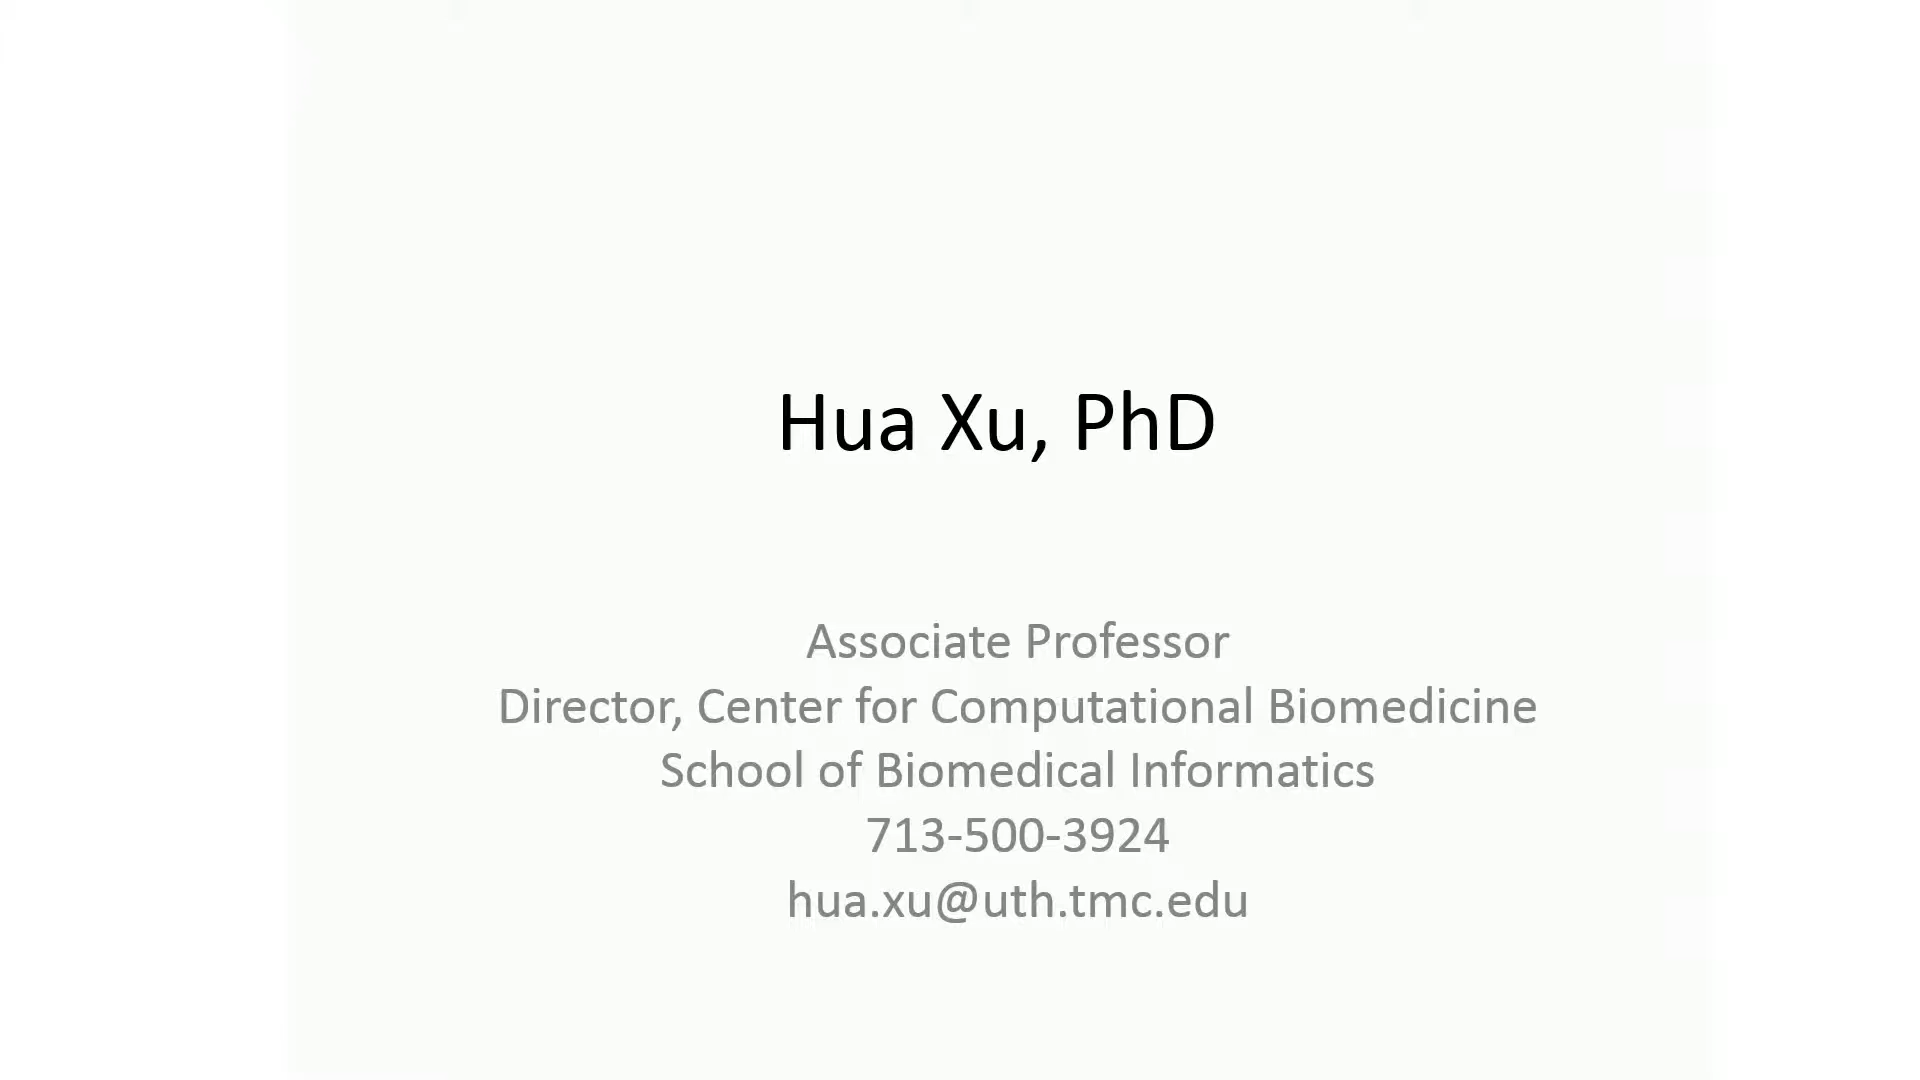 Hua Xu, PhD
Associate Professor
Director, Center for Computational Biomedicine
School of Biomedical Informatics
713-500-3924
hua.xu@uth.tmc.edu